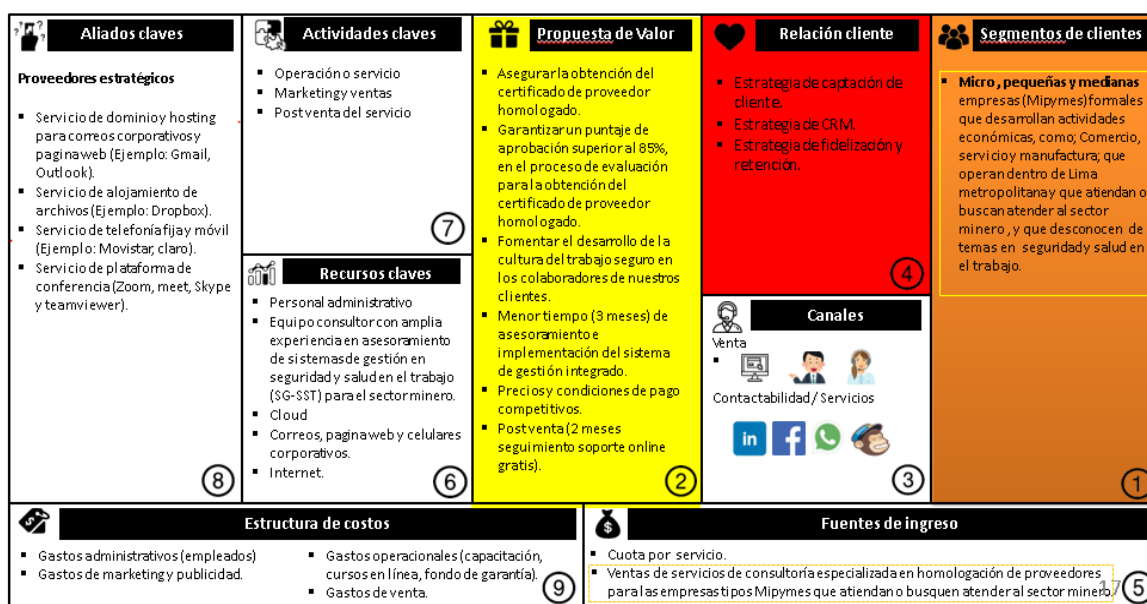 Aliados claves
Proveedores estratégicos
▪ Servicio de dominio y hosting
para correos corporativos y
pagina web (Ejemplo: Gmail,
Outlook).
▪ Servicio de alojamiento de
archivos (Ejemplo: Dropbox).
▪ Servicio de telefonía fija y móvil
(Ejemplo: Movistar, claro).
▪ Servicio de plataforma de
conferencia (Zoom, meet, Skype
y teamviewer).
8
Actividades claves
▪ Operación o servicio
▪ Marketing y ventas
▪ Postventa del servicio
7
Recursos claves
▪ Personal administrativo
▪ Equipo consultor con amplia
experiencia en asesoramiento
de sistemas de gestión en
seguridad y salud en el trabajo
(SG-SST) para el sector minero.
▪ Cloud
▪ Correos, pagina web y celulares
corporativos.
▪ Internet.
6
Propuesta de Valor
▪ Asegurar la obtención del
certificado de proveedor
homologado.
▪ Garantizar un puntaje de
aprobación superior al 85%,
en el proceso de evaluación
para la obtención del
certificado de proveedor
homologado.
▪ Fomentar el desarrollo de la
cultura del trabajo seguro en
los colaboradores de nuestros
clientes.
▪ Menor tiempo (3 meses) de
asesoramiento e
implementación del sistema
de gestión integrado.
▪ Precios y condiciones de pago
competitivos.
▪ Postventa (2 meses
seguimiento soporte online
gratis).
2
Relación cliente
▪ Estrategia de captación de
cliente.
▪ Estrategia de CRM.
▪ Estrategia de fidelización y
retención.
4
Canales
Venta
▪
Contactabilidad / Servicios
in f
3
Segmentos de clientes
▪ Micro, pequeñas y medianas
empresas (Mipymes) formales
que desarrollan actividades
económicas, como; Comercio,
servicio y manufactura; que
operan dentro de Lima
metropolitana y que atiendan o
buscan atender al sector
minero, y que desconocen de
temas en seguridad y salud en
el trabajo.
1
Estructura de costos
▪ Gastos administrativos (empleados)
▪ Gastos de marketing y publicidad.
▪ Gastos operacionales (capacitación,
cursos en línea, fondo de garantía).
▪ Gastos de venta.
9
Fuentes de ingreso
▪ Cuota por servicio.
▪ Ventas de servicios de consultoría especializada en homologación de proveedores
para las empresas tipos Mipymes que atiendan o busquen atender al sector minero.
17
5